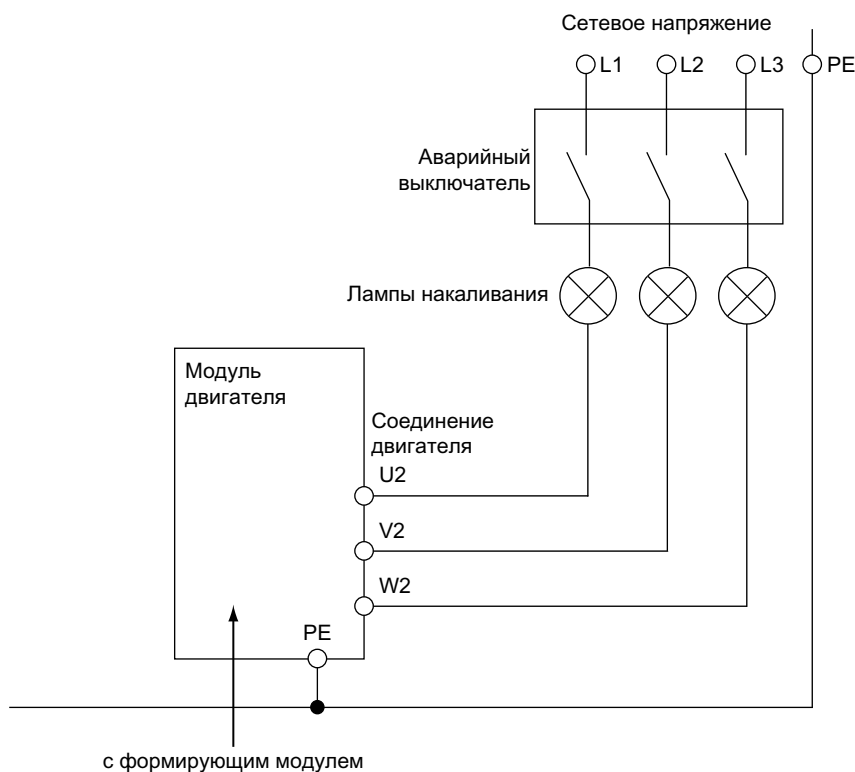 Сетевое напряжение
L1
L2
L3
PE
Аварийный
выключатель
Лампы накаливания
Модуль
двигателя
Соединение
двигателя
U2
V2
W2
PE
с формирующим модулем